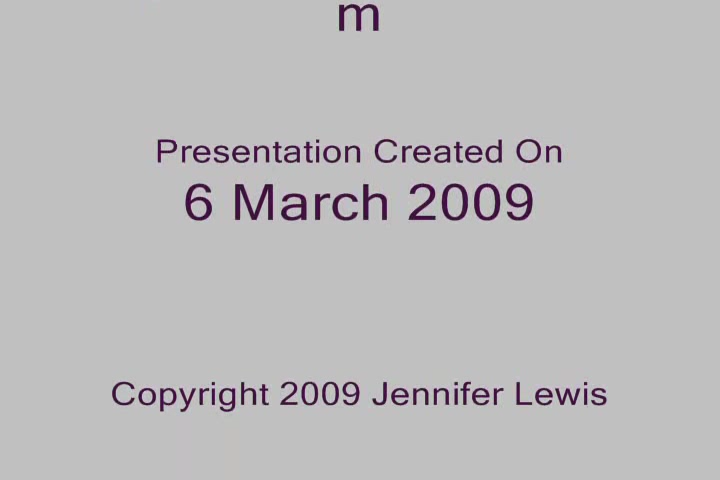 m
Presentation Created On
6 March 2009
Copyright 2009 Jennifer Lewis